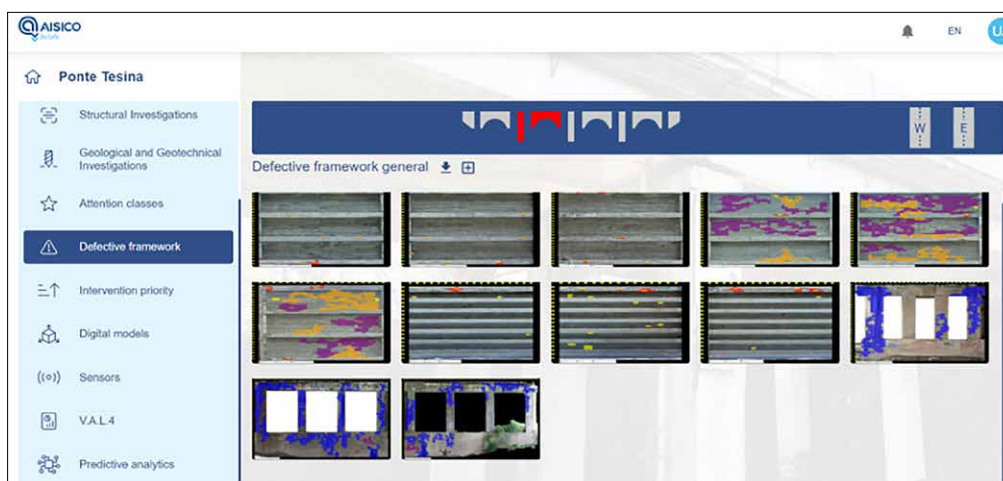 AISICO
EN
U
Ponte Tesina
Structural Investigations
Geological and Geotechnical
Investigations
Attention classes
Defective framework
Intervention priority
Digital models
Sensors
V.A.L.4
Predictive analytics
W
E
Defective framework general